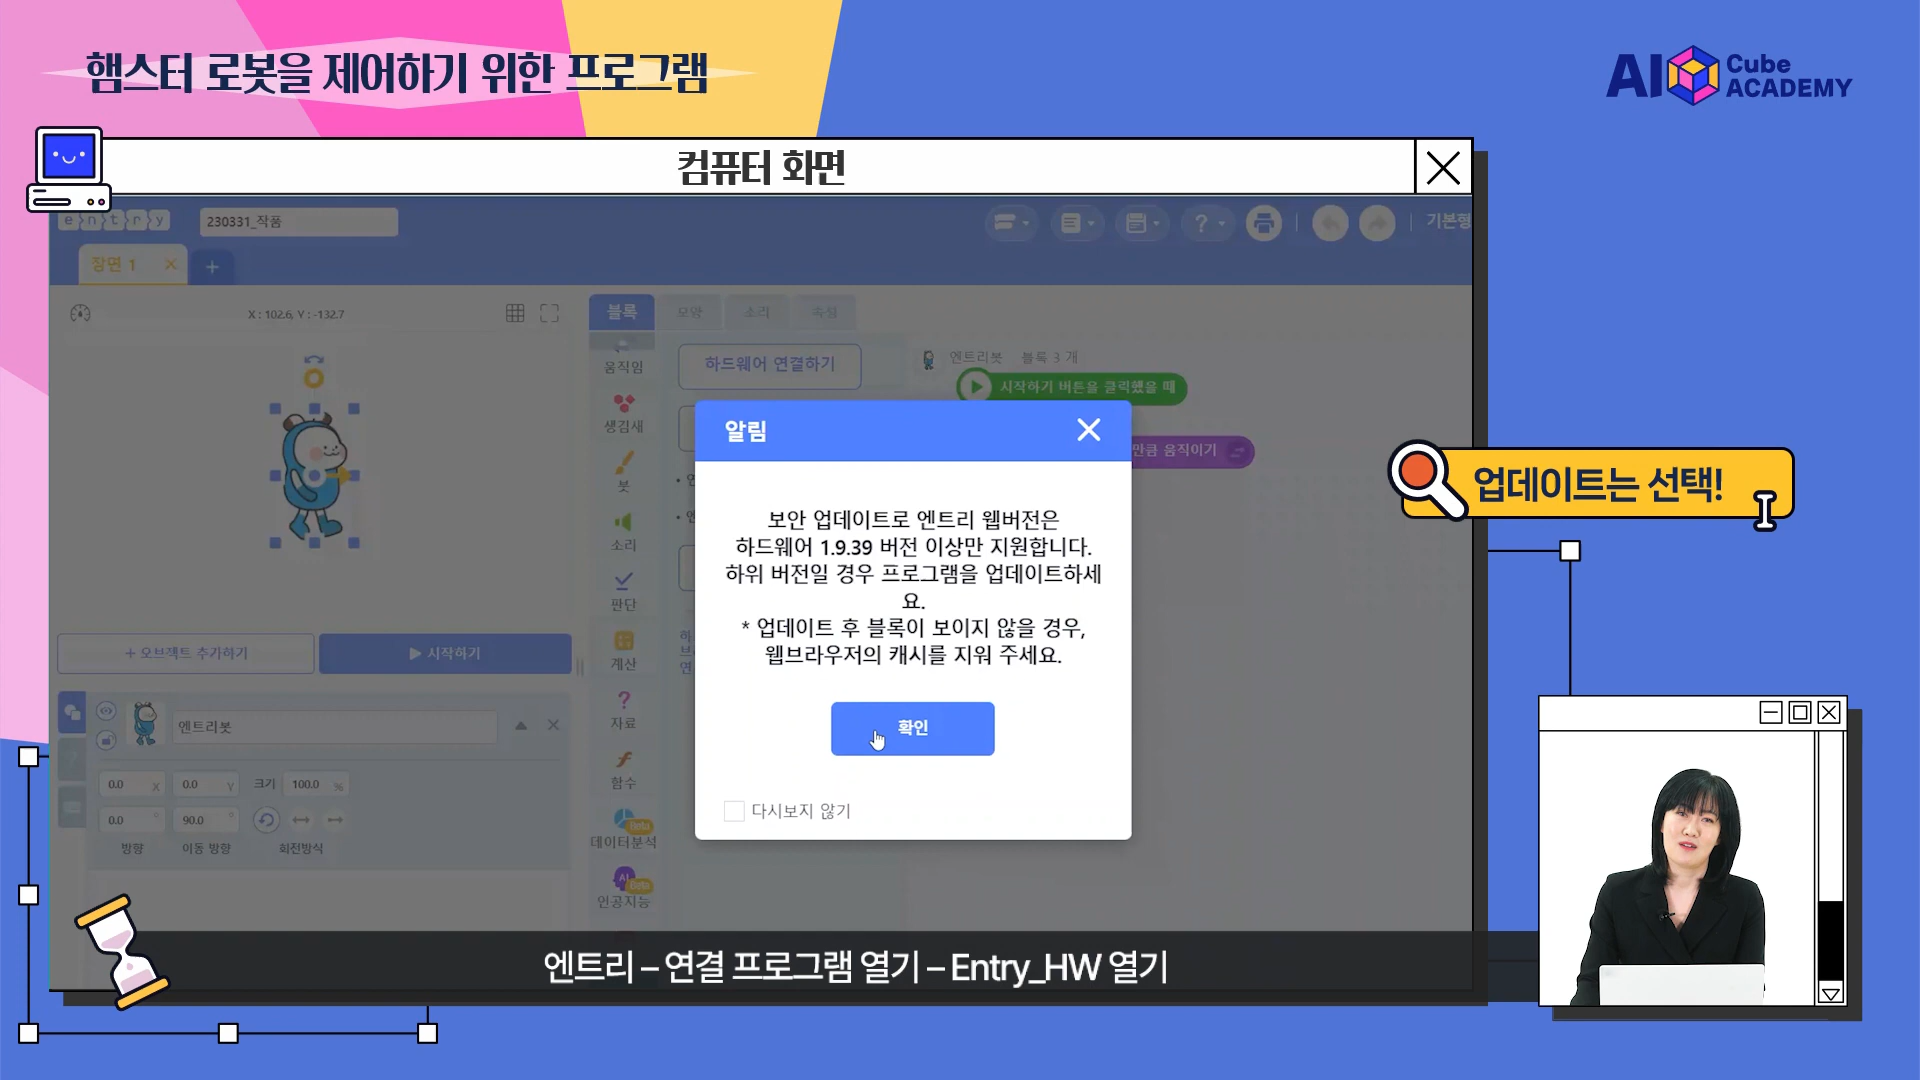 햄스터 로봇을 제어하기 위한 프로그램
AI Cube ACADEMY
컴퓨터 화면
entry
230331_작품
기본형
장면 1
X : 102.6, Y : -132.7
블록
모양
소리
속성
움직임
하드웨어 연결하기
엔트리봇 블록 3 개
시작하기 버튼을 클릭했을 때
생김새
만큼 움직이기
붓
소리
판단
계산
자료
함수
데이터분석
Beta
인공지능
AI
Beta
알림
보안 업데이트로 엔트리 웹버전은
하드웨어 1.9.39 버전 이상만 지원합니다.
하위 버전일 경우 프로그램을 업데이트하세
요.
* 업데이트 후 블록이 보이지 않을 경우,
웹브라우저의 캐시를 지워 주세요.
확인
다시보지 않기
업데이트는 선택!
+ 오브젝트 추가하기
시작하기
엔트리봇
0.0 X 0.0 Y 크기 100.0 %
0.0 ° 90.0 °
방향 이동 방향 회전방식
엔트리 – 연결 프로그램 열기 – Entry_HW 열기